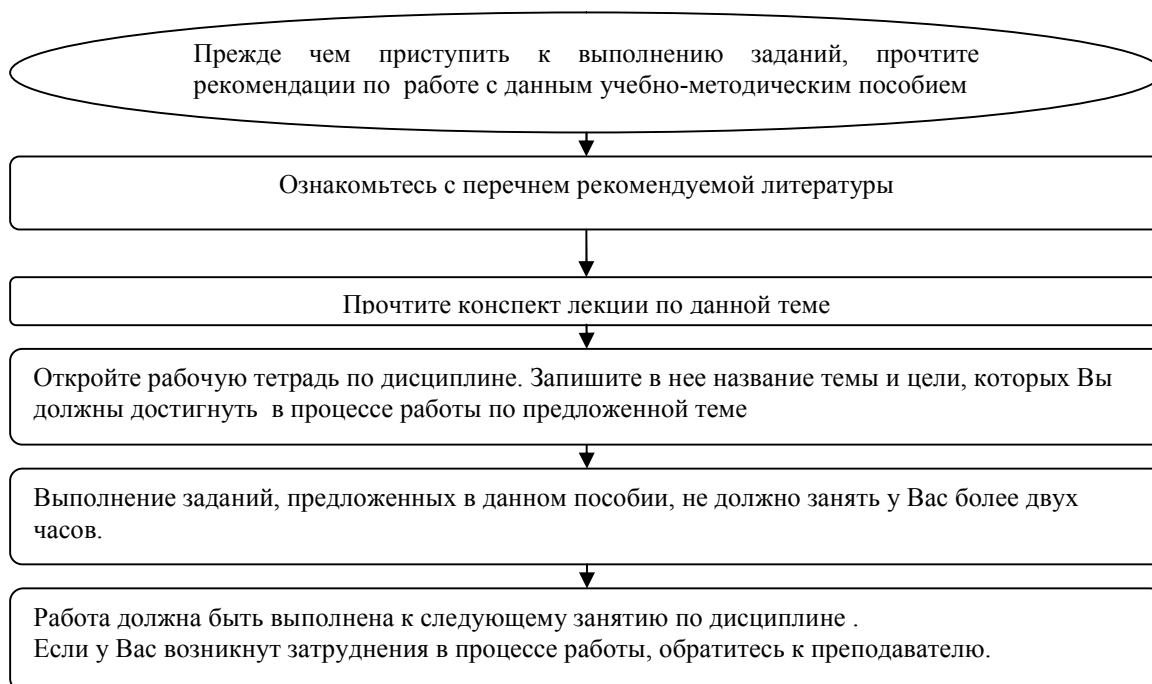 Прежде чем приступить к выполнению заданий, прочтите
рекомендации по работе с данным учебно-методическим пособием
Ознакомьтесь с перечнем рекомендуемой литературы
Прочтите конспект лекции по данной теме
Откройте рабочую тетрадь по дисциплине. Запишите в нее название темы и цели, которых Вы
должны достигнуть в процессе работы по предложенной теме
Выполнение заданий, предложенных в данном пособии, не должно занять у Вас более двух
часов.
Работа должна быть выполнена к следующему занятию по дисциплине .
Если у Вас возникнут затруднения в процессе работы, обратитесь к преподавателю.